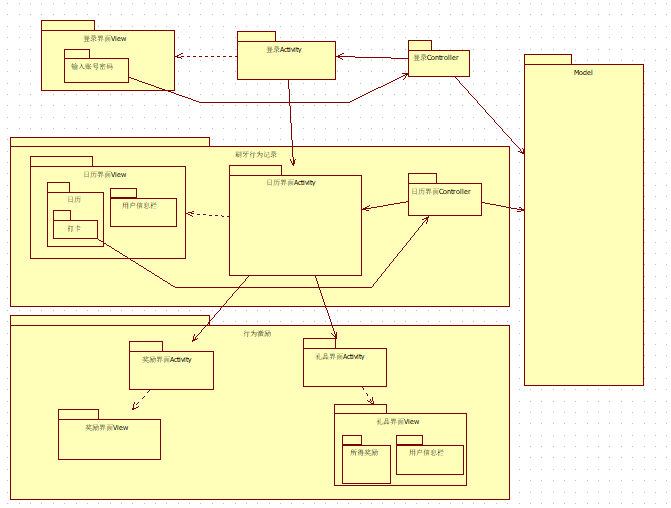 登录界面View
输入账号密码
登录Activity
登录Controller
Model
刷牙行为记录
日历界面View
日历
打卡
用户信息栏
日历界面Activity
日历界面Controller
行为激励
奖励界面Activity
礼品界面Activity
奖励界面View
礼品界面View
所得奖励
用户信息栏